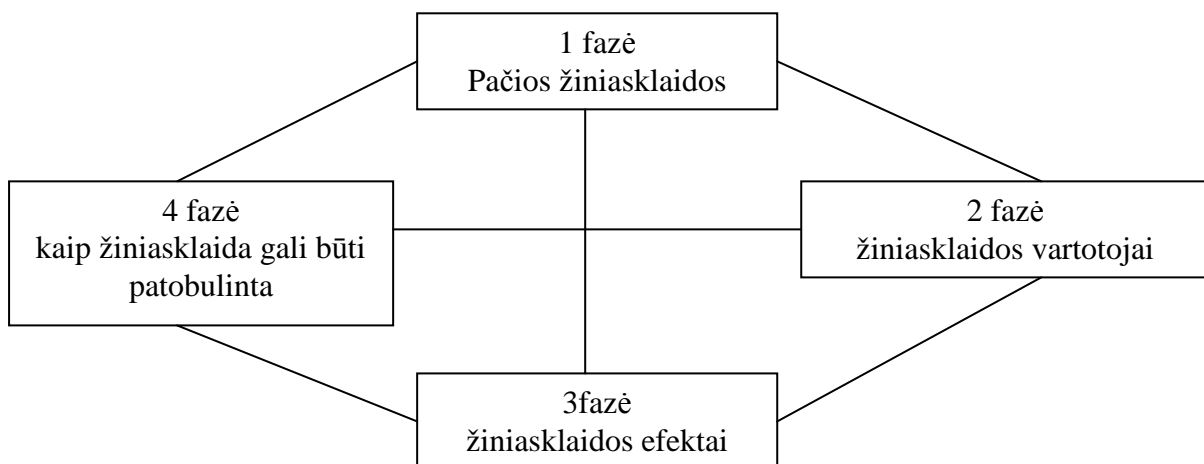 1 fazė
Pačios žiniasklaidos
4 fazė
kaip žiniasklaida gali būti
patobulinta
2 fazė
žiniasklaidos vartotojai
3fazė
žiniasklaidos efektai